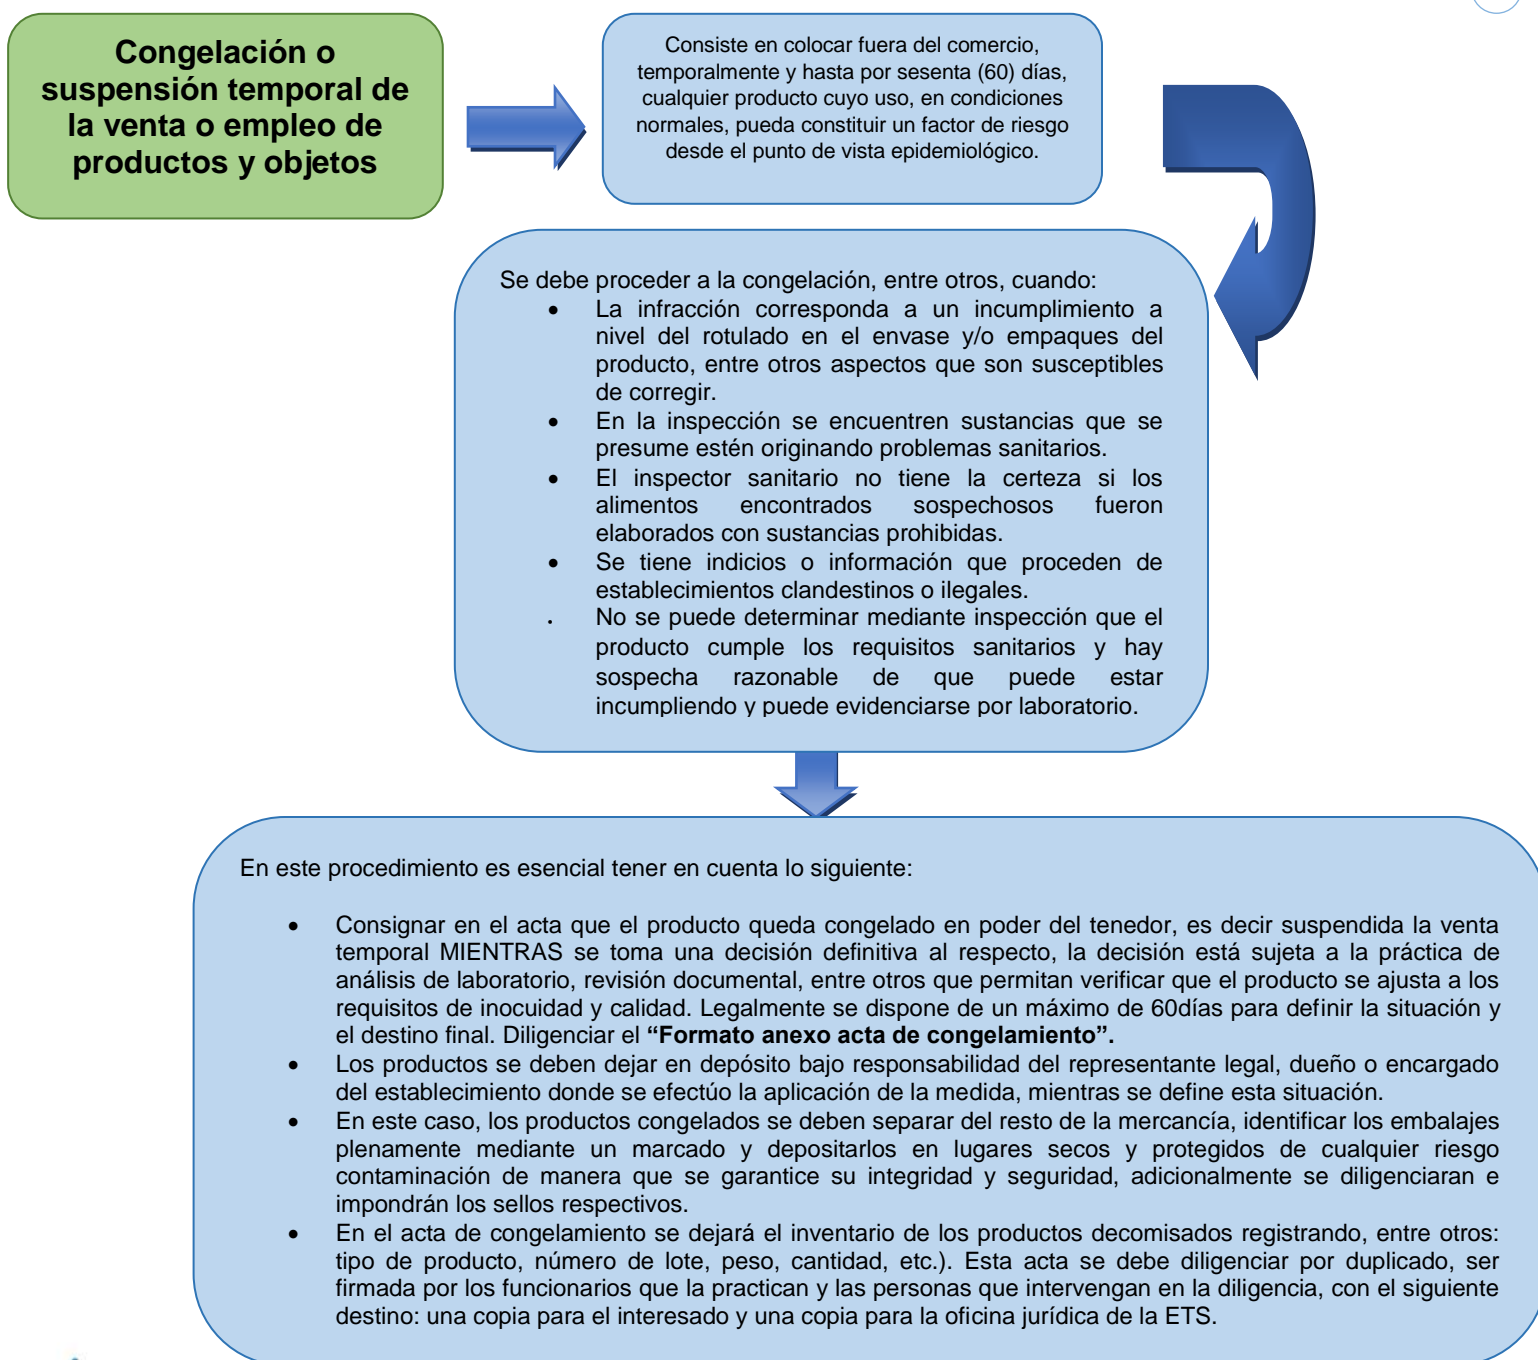 Congelación o
suspensión temporal de
la venta o empleo de
productos y objetos
Consiste en colocar fuera del comercio,
temporalmente y hasta por sesenta (60) días,
cualquier producto cuyo uso, en condiciones
normales, pueda constituir un factor de riesgo
desde el punto de vista epidemiológico.
Se debe proceder a la congelación, entre otros, cuando:
• La infracción corresponda a un incumplimiento a
nivel del rotulado en el envase y/o empaques del
producto, entre otros aspectos que son susceptibles
de corregir.
• En la inspección se encuentren sustancias que se
presume estén originando problemas sanitarios.
• El inspector sanitario no tiene la certeza si los
alimentos encontrados sospechosos fueron
elaborados con sustancias prohibidas.
• Se tiene indicios o información que proceden de
establecimientos clandestinos o ilegales.
• No se puede determinar mediante inspección que el
producto cumple los requisitos sanitarios y hay
sospecha razonable de que puede estar
incumpliendo y puede evidenciarse por laboratorio.
En este procedimiento es esencial tener en cuenta lo siguiente:
• Consignar en el acta que el producto queda congelado en poder del tenedor, es decir suspendida la venta
temporal MIENTRAS se toma una decisión definitiva al respecto, la decisión está sujeta a la práctica de
análisis de laboratorio, revisión documental, entre otros que permitan verificar que el producto se ajusta a los
requisitos de inocuidad y calidad. Legalmente se dispone de un máximo de 60días para definir la situación y
el destino final. Diligenciar el “Formato anexo acta de congelamiento”.
• Los productos se deben dejar en depósito bajo responsabilidad del representante legal, dueño o encargado
del establecimiento donde se efectúo la aplicación de la medida, mientras se define esta situación.
• En este caso, los productos congelados se deben separar del resto de la mercancía, identificar los embalajes
plenamente mediante un marcado y depositarlos en lugares secos y protegidos de cualquier riesgo
contaminación de manera que se garantice su integridad y seguridad, adicionalmente se diligenciaran e
impondrán los sellos respectivos.
• En el acta de congelamiento se dejará el inventario de los productos decomisados registrando, entre otros:
tipo de producto, número de lote, peso, cantidad, etc.). Esta acta se debe diligenciar por duplicado, ser
firmada por los funcionarios que la practican y las personas que intervengan en la diligencia, con el siguiente
destino: una copia para el interesado y una copia para la oficina jurídica de la ETS.